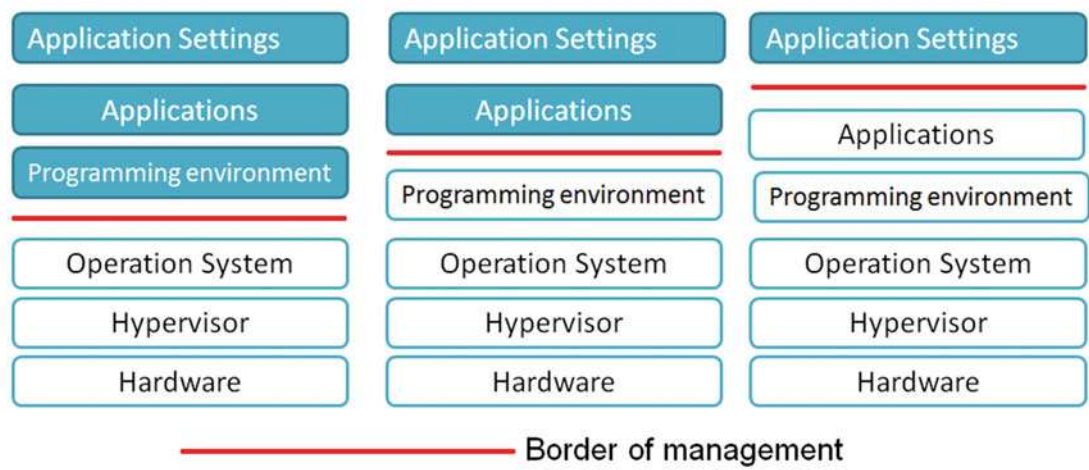 Application Settings
Applications
Programming environment
Operation System
Hypervisor
Hardware
Application Settings
Applications
Programming environment
Operation System
Hypervisor
Hardware
Application Settings
Applications
Programming environment
Operation System
Hypervisor
Hardware
Border of management